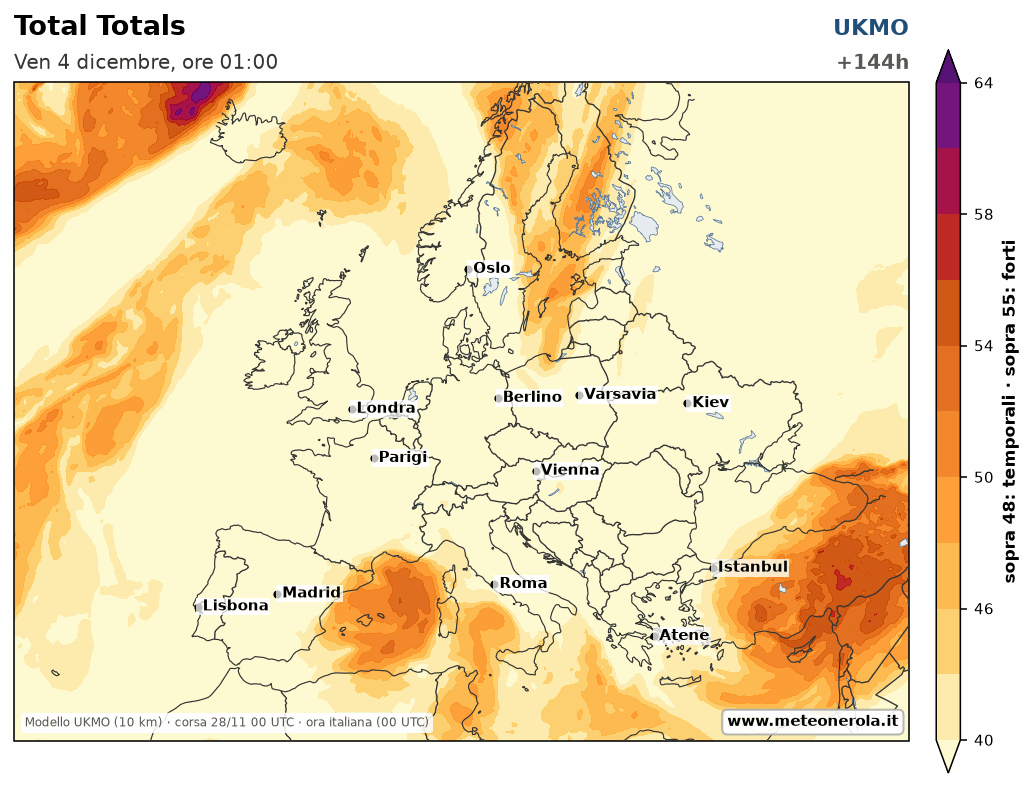 Total Totals
UKMO
Ven 4 dicembre, ore 01:00
+144h
64
58
54
50
46
40
sopra 48: temporali · sopra 55: forti
Oslo
Londra
Berlino
Varsavia
Kiev
Parigi
Vienna
Istanbul
Roma
Madrid
Lisbona
Atene
Modello UKMO (10 km) · corsa 28/11 00 UTC · ora italiana (00 UTC)
www.meteonerola.it